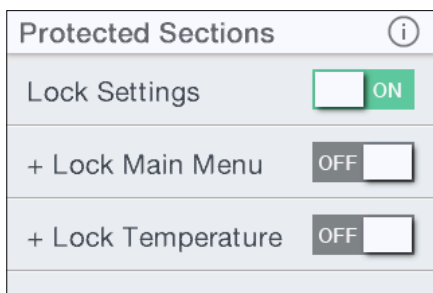 Protected Sections
Lock Settings ON
+ Lock Main Menu OFF
+ Lock Temperature OFF